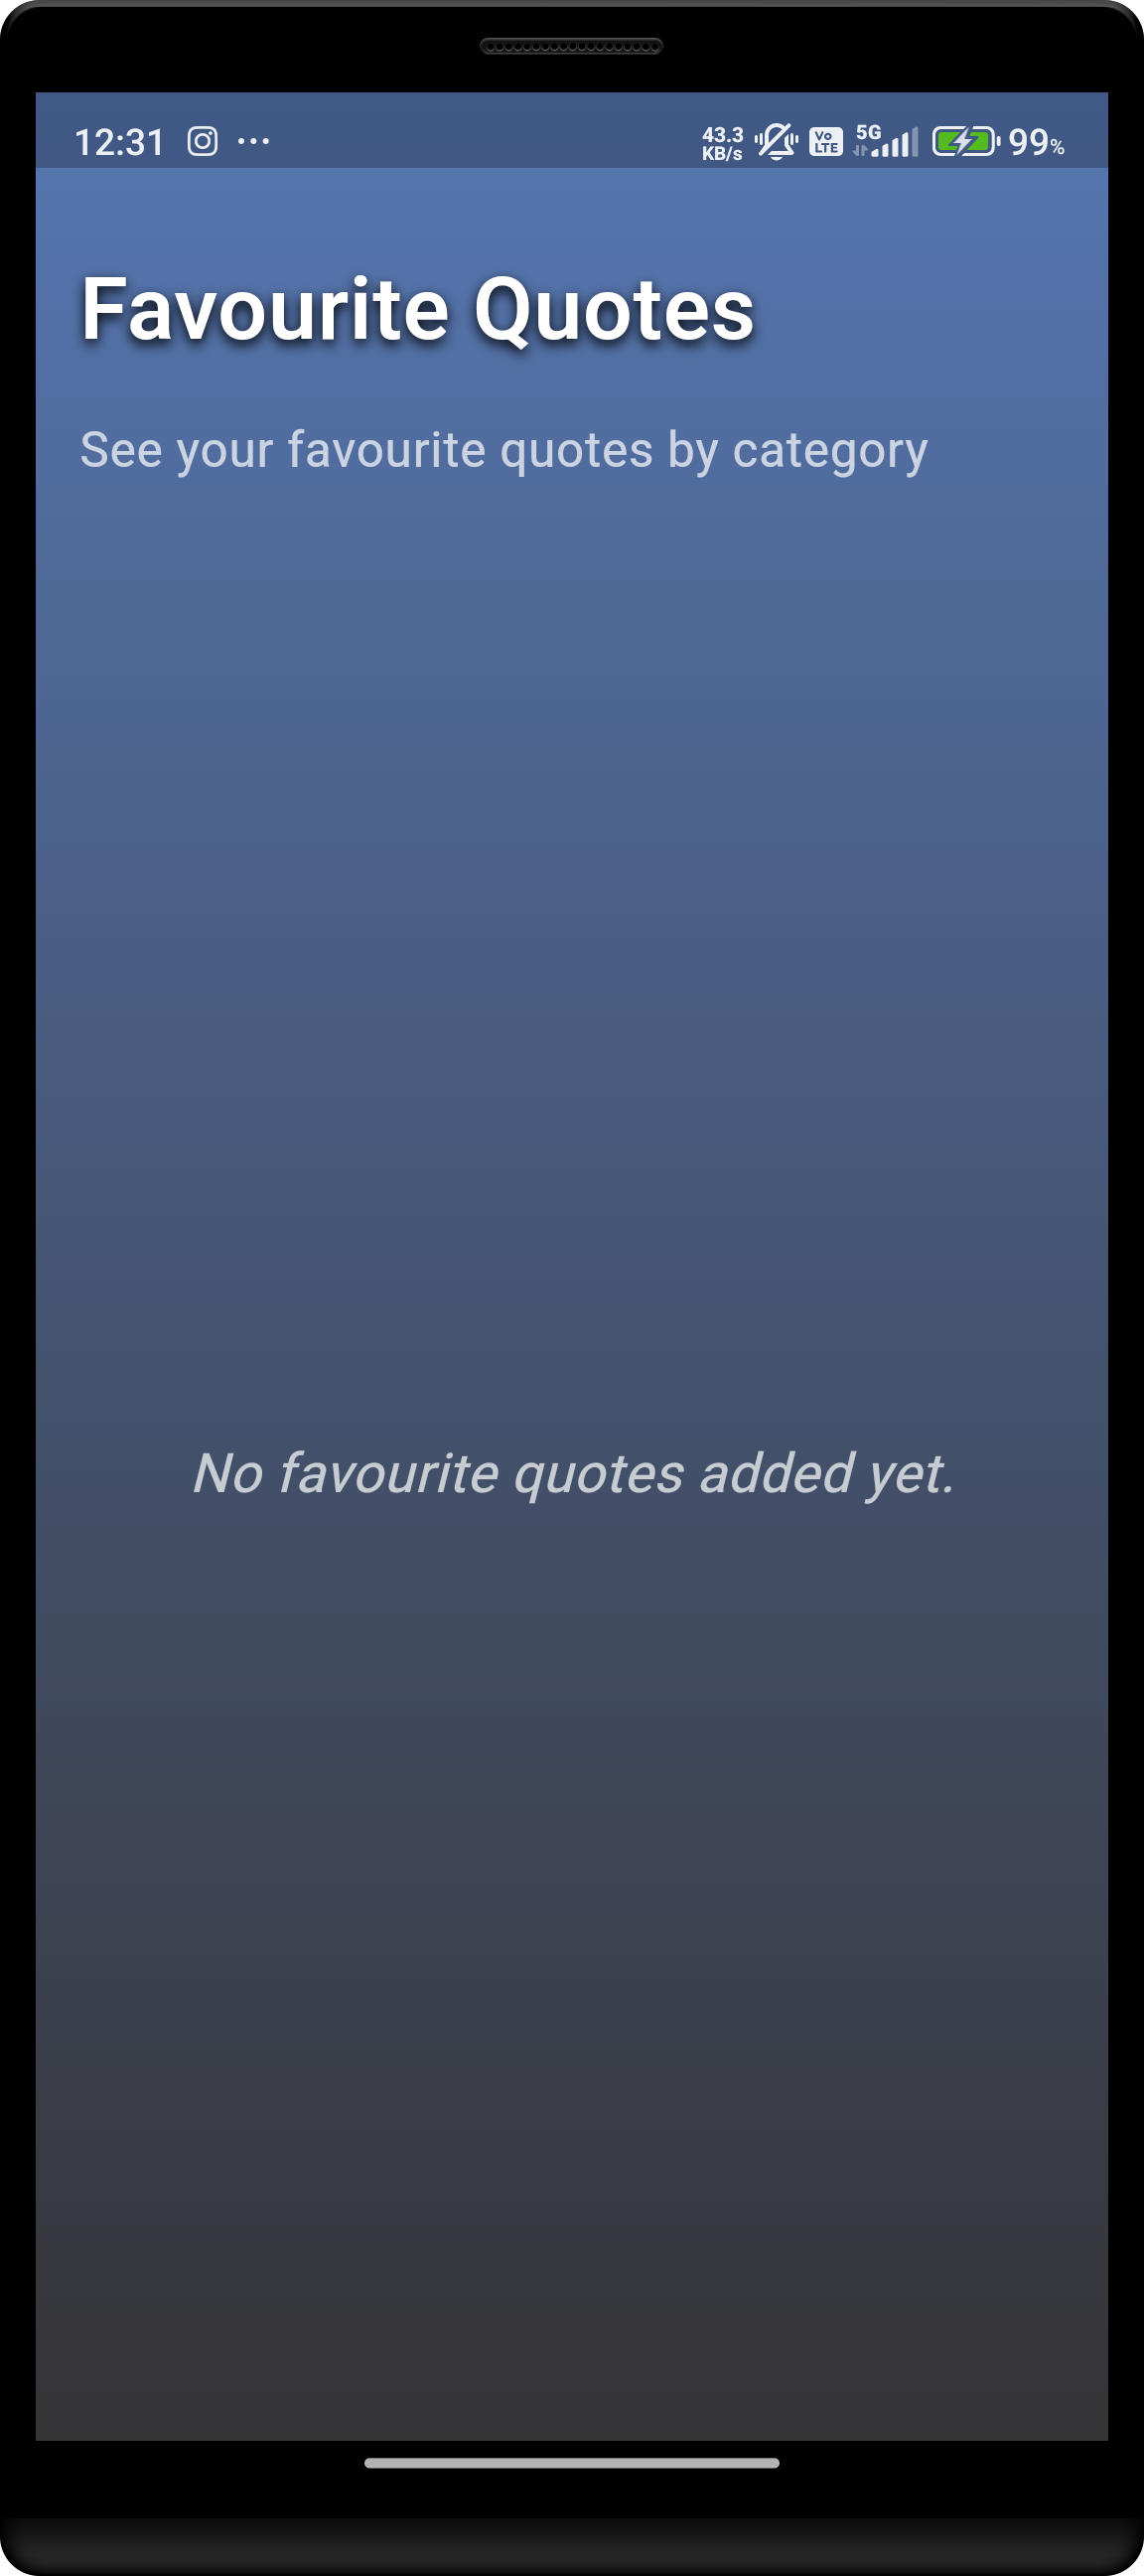 12:31
43.3
KB/s
Vo
LTE
5G
99%
Favourite Quotes
See your favourite quotes by category
No favourite quotes added yet.